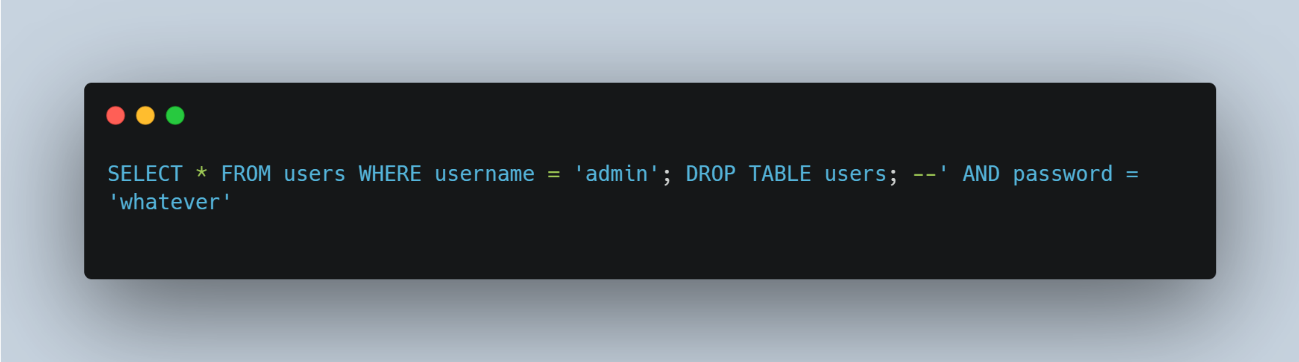 SELECT * FROM users WHERE username = 'admin'; DROP TABLE users; --' AND password =
'whatever'